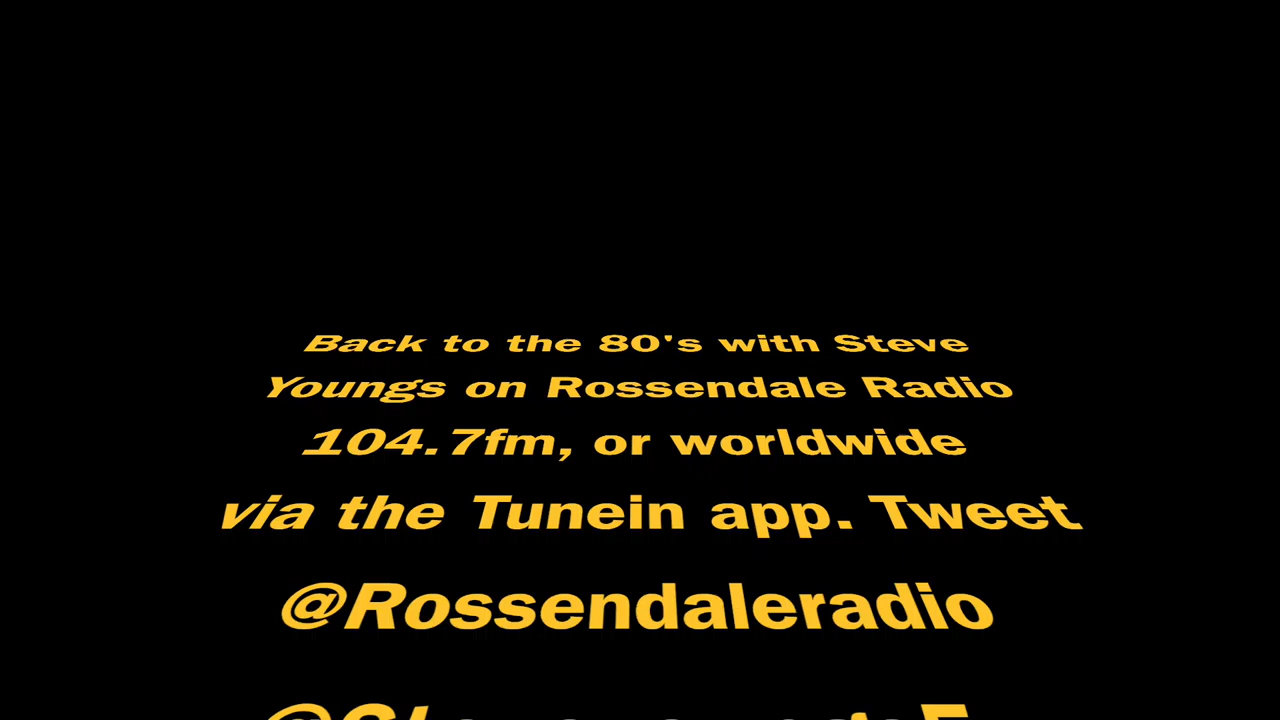 Back to the 80's with Steve
Youngs on Rossendale Radio
104.7fm, or worldwide
via the Tunein app. Tweet
@Rossendaleradio